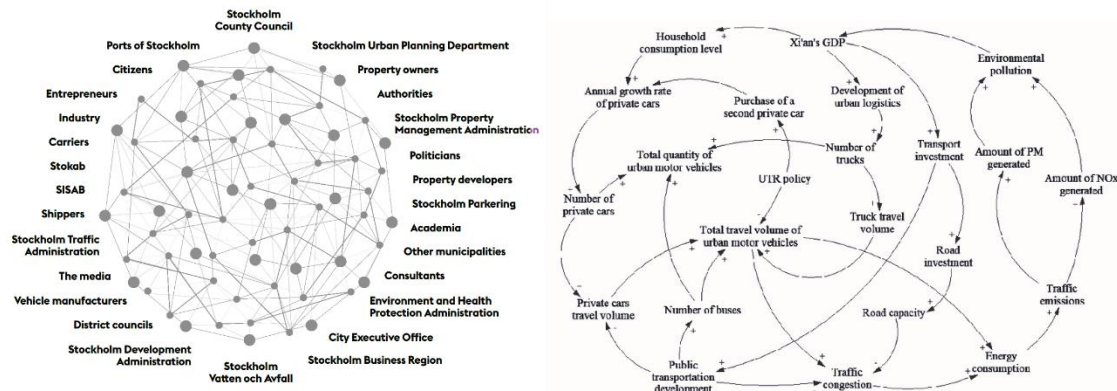 Stockholm
County Council
Ports of Stockholm
Stockholm Urban Planning Department
Citizens
Property owners
Entrepreneurs
Authorities
Industry
Stockholm Property
Management Administration
Carriers
Politicians
Stokab
Property developers
SISAB
Stockholm Parkering
Shippers
Academia
Stockholm Traffic
Administration
Other municipalities
The media
Consultants
Vehicle manufacturers
Environment and Health
Protection Administration
District councils
City Executive Office
Stockholm Development
Administration
Stockholm Business Region
Stockholm
Vatten och Avfall
Household
consumption level
Xi'an's GDP
Environmental
pollution
Annual growth rate
of private cars
Purchase of a
second private car
Development of
urban logistics
Total quantity of
urban motor vehicles
Number of
trucks
Transport
investment
Amount of PM
generated
Amount of NOx
generated
UTR policy
Number of
private cars
Truck travel
volume
Total travel volume of
urban motor vehicles
Road
investment
Traffic
emissions
Private cars
travel volume
Number of buses
Road capacity
Public
transportation
development
Traffic
congestion
Energy
consumption